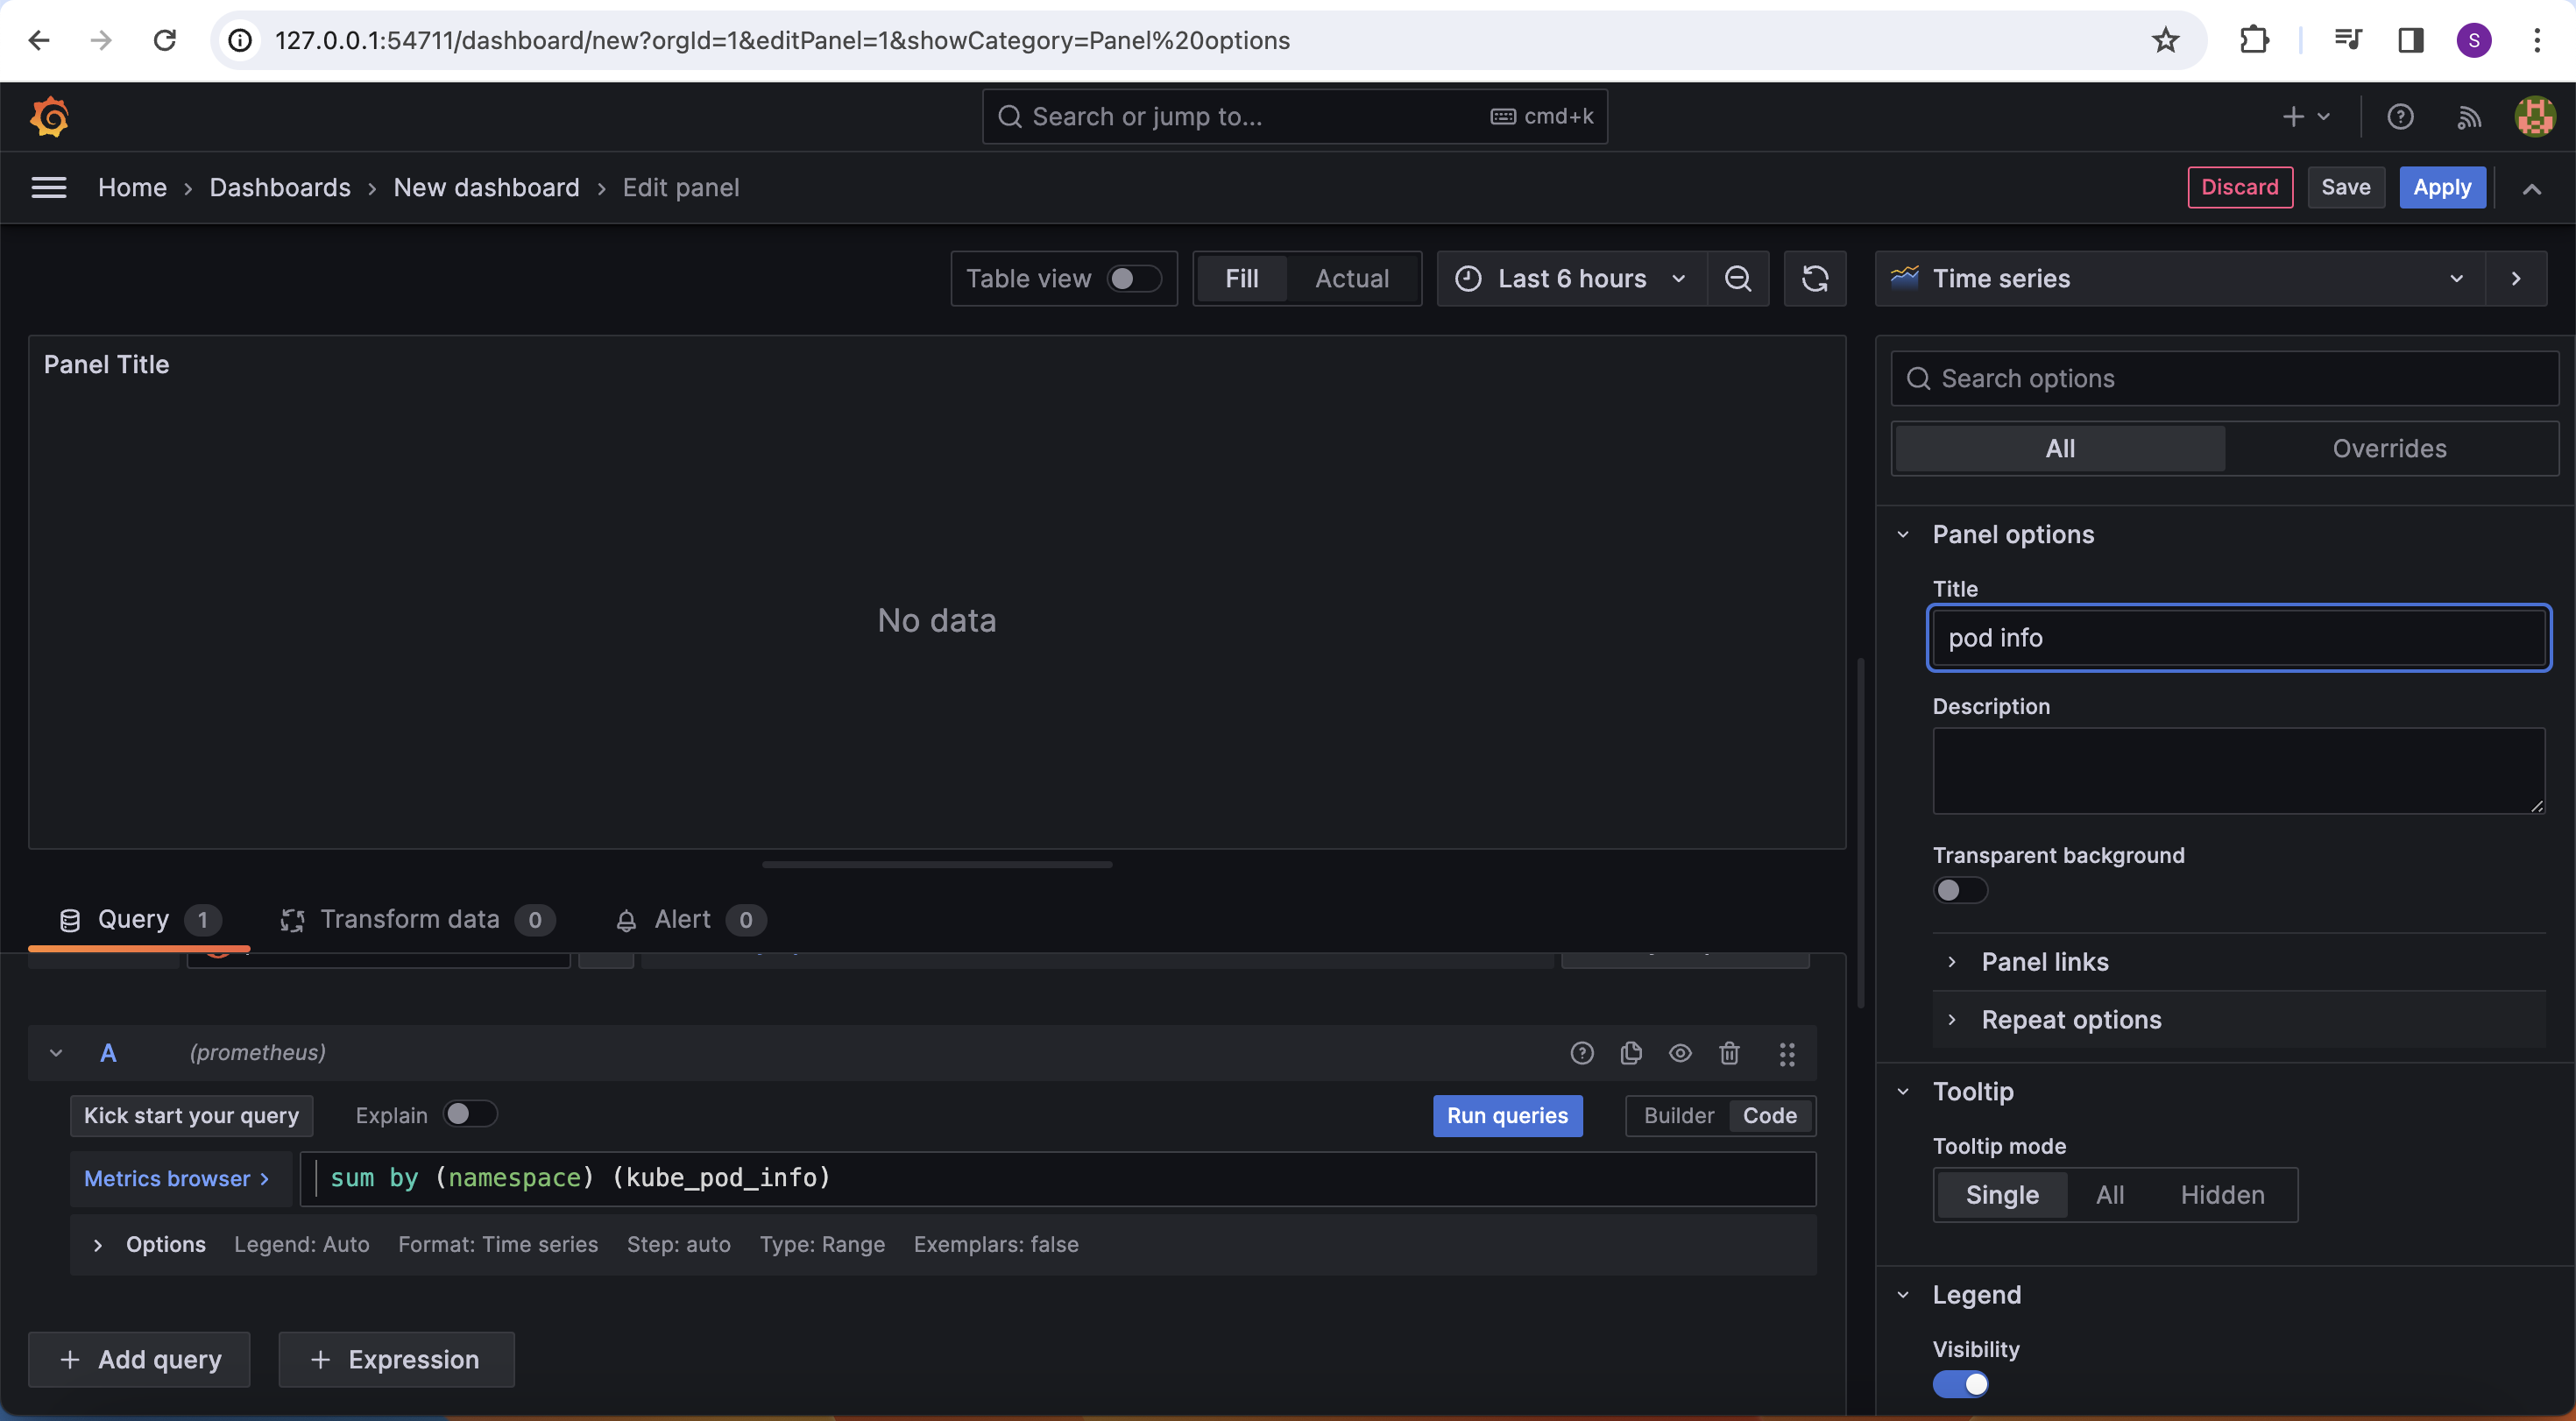 127.0.0.1:54711/dashboard/new?orgId=1&editPanel=1&showCategory=Panel%20options
S
Search or jump to...
cmd+k
Home › Dashboards › New dashboard › Edit panel
Discard
Save
Apply
Table view
Fill
Actual
Last 6 hours
Time series
Panel Title
No data
Search options
All
Overrides
Panel options
Title
pod info
Description
Transparent background
Panel links
Repeat options
Tooltip
Tooltip mode
Single
All
Hidden
Legend
Visibility
Query 1
Transform data 0
Alert 0
A (prometheus)
Kick start your query
Explain
Run queries
Builder
Code
Metrics browser >
sum by (namespace) (kube_pod_info)
Options Legend: Auto Format: Time series Step: auto Type: Range Exemplars: false
+ Add query
+ Expression